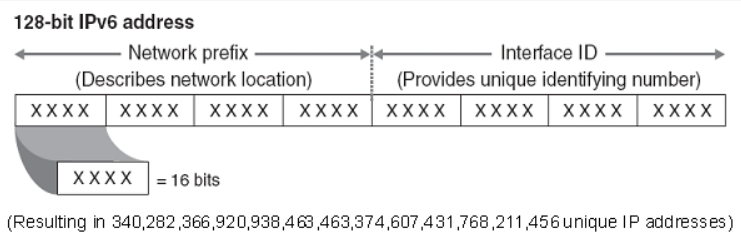 128-bit IPv6 address
Network prefix Interface ID
(Describes network location) (Provides unique identifying number)
XXXX XXXX XXXX XXXX XXXX XXXX XXXX XXXX
XXXX = 16 bits
(Resulting in 340,282,366,920,938,463,463,374,607,431,768,211,456 unique IP addresses)